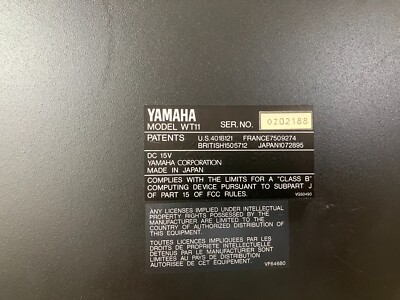 YAMAHA
MODEL WT11 SER.NO. 0202188
PATENTS U.S.4018121 FRANCE7509274
BRITISH1505712 JAPAN1072895
DC 15V
YAMAHA CORPORATION
MADE IN JAPAN
COMPLIES WITH THE LIMITS FOR A "CLASS B"
COMPUTING DEVICE PURSUANT TO SUBPART J
OF PART 15 OF FCC RULES. VG93490
ANY LICENSES IMPLIED UNDER INTELLECTUAL
PROPERTY RIGHTS POSSESSED BY THE
MANUFACTURER ARE LIMITED TO THE
COUNTRY OF AUTHORIZED DISTRIBUTION OF
THIS EQUIPMENT.
TOUTES LICENCES IMPLIQUEES PAR LES
DROITS DE PROPRIETE INTELLECTUELLE
DETENUS PAR LE MANUFACTURIER SONT
LIMITEES AU PAYS DE DISTRIBUTION
AUTORISEE DE CET EQUIPEMENT. VF64680